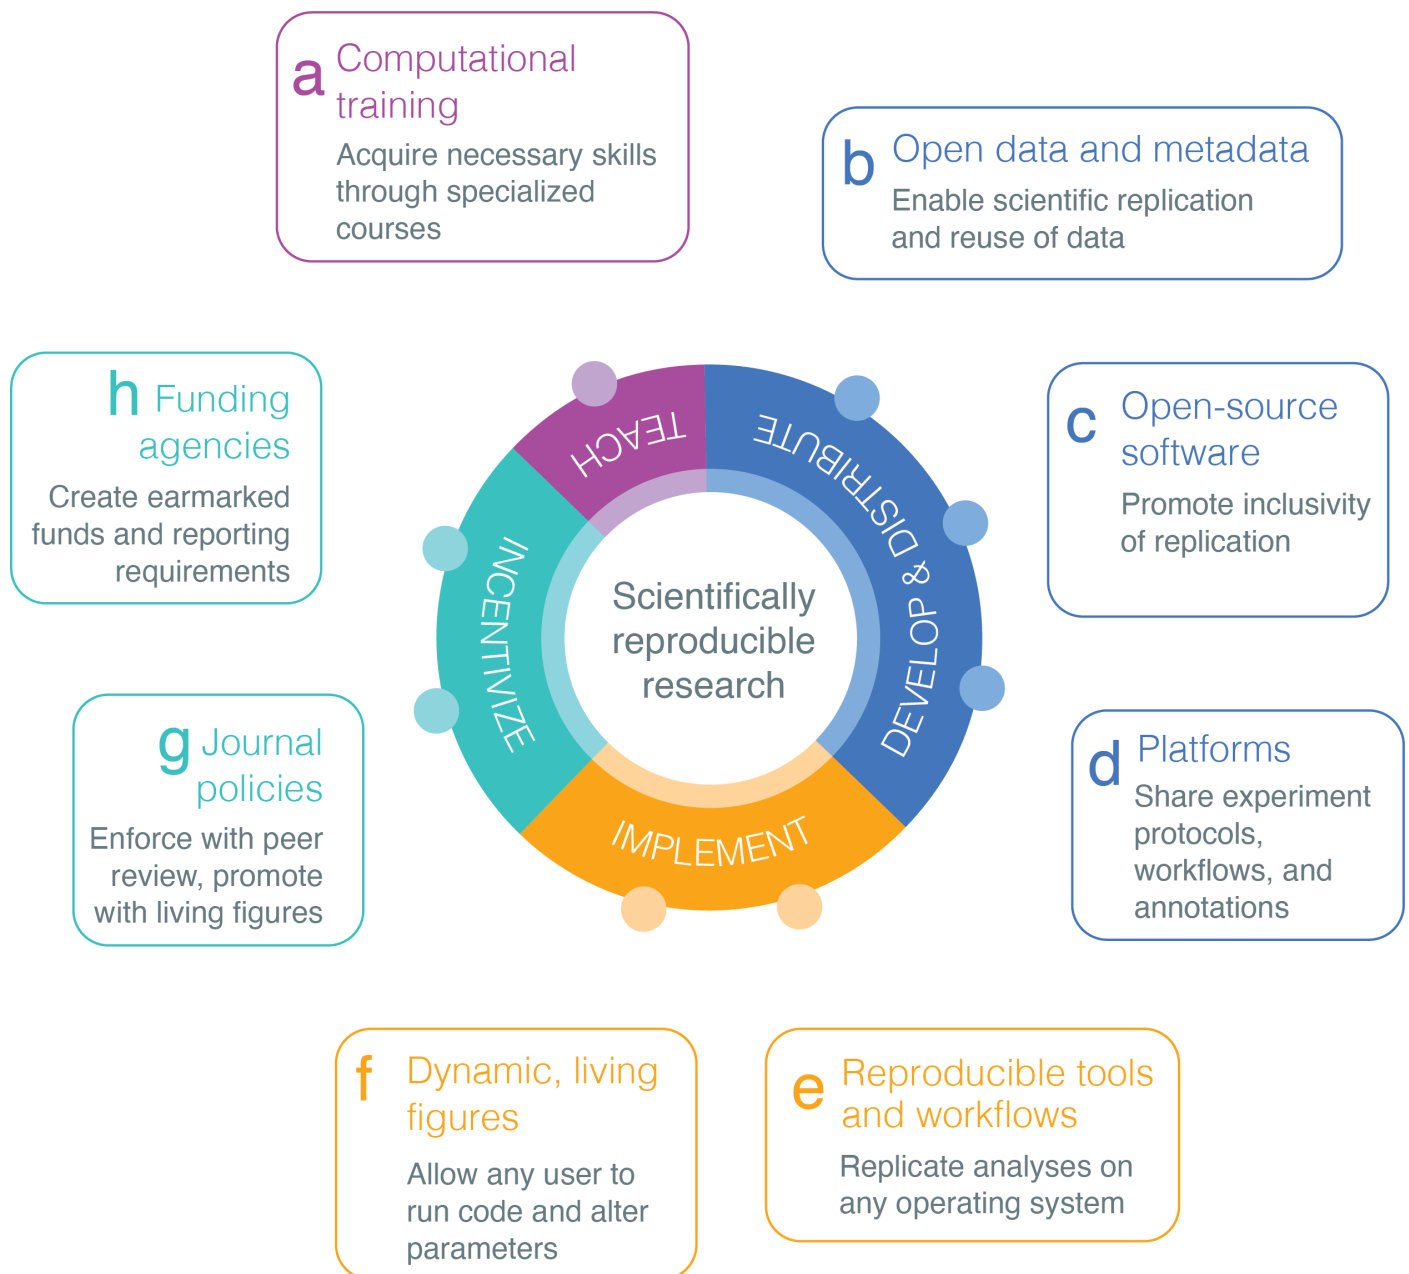 a Computational
training
Acquire necessary skills
through specialized
courses
b Open data and metadata
Enable scientific replication
and reuse of data
c Open-source
software
Promote inclusivity
of replication
d Platforms
Share experiment
protocols,
workflows, and
annotations
e Reproducible tools
and workflows
Replicate analyses on
any operating system
f Dynamic, living
figures
Allow any user to
run code and alter
parameters
g Journal
policies
Enforce with peer
review, promote
with living figures
h Funding
agencies
Create earmarked
funds and reporting
requirements
TEACH
DEVELOP & DISTRIBUTE
IMPLEMENT
INCENTIVIZE
Scientifically
reproducible
research